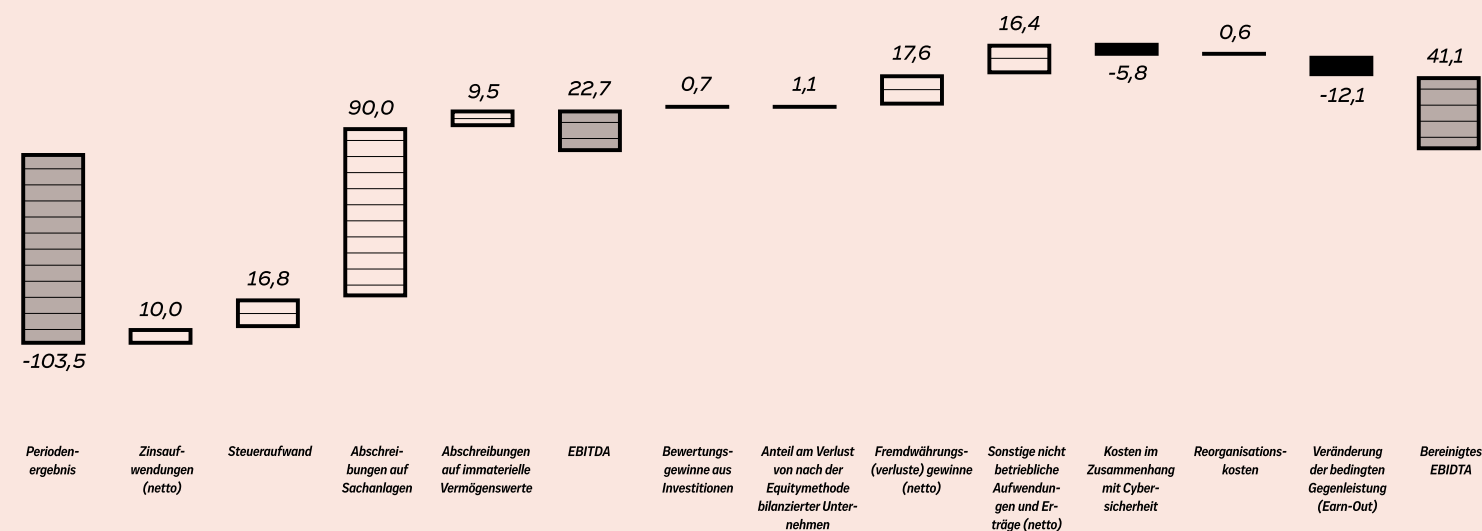 -103,5
10,0
16,8
90,0
9,5
22,7
0,7
1,1
17,6
16,4
-5,8
0,6
-12,1
41,1
Perioden-
ergebnis
Zinsauf-
wendungen
(netto)
Steueraufwand
Abschrei-
bungen auf
Sachanlagen
Abschreibungen
auf immaterielle
Vermögenswerte
EBITDA
Bewertungs-
gewinne aus
Investitionen
Anteil am Verlust
von nach der
Equitymethode
bilanzierter Unter-
nehmen
Fremdwährungs-
(verluste) gewinne
(netto)
Sonstige nicht
betriebliche
Aufwendun-
gen und Er-
träge (netto)
Kosten im
Zusammenhang
mit Cyber-
sicherheit
Reorganisations-
kosten
Veränderung
der bedingten
Gegenleistung
(Earn-Out)
Bereinigtes
EBIDTA